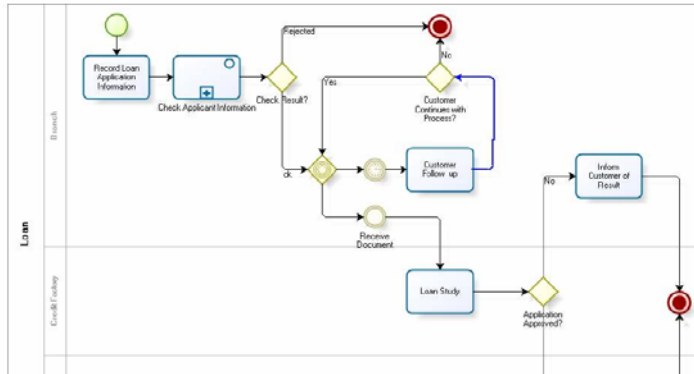 Rejected
Record Loan
Application
Information
Check Applicant Information
Check Result?
No
Yes
Customer
Continues with
Process?
ok
Customer
Follow-up
Receive
Document
Branch
Inform
Customer of
Result
No
Loan
Credit Factory
Loan Study
Application
Approved?